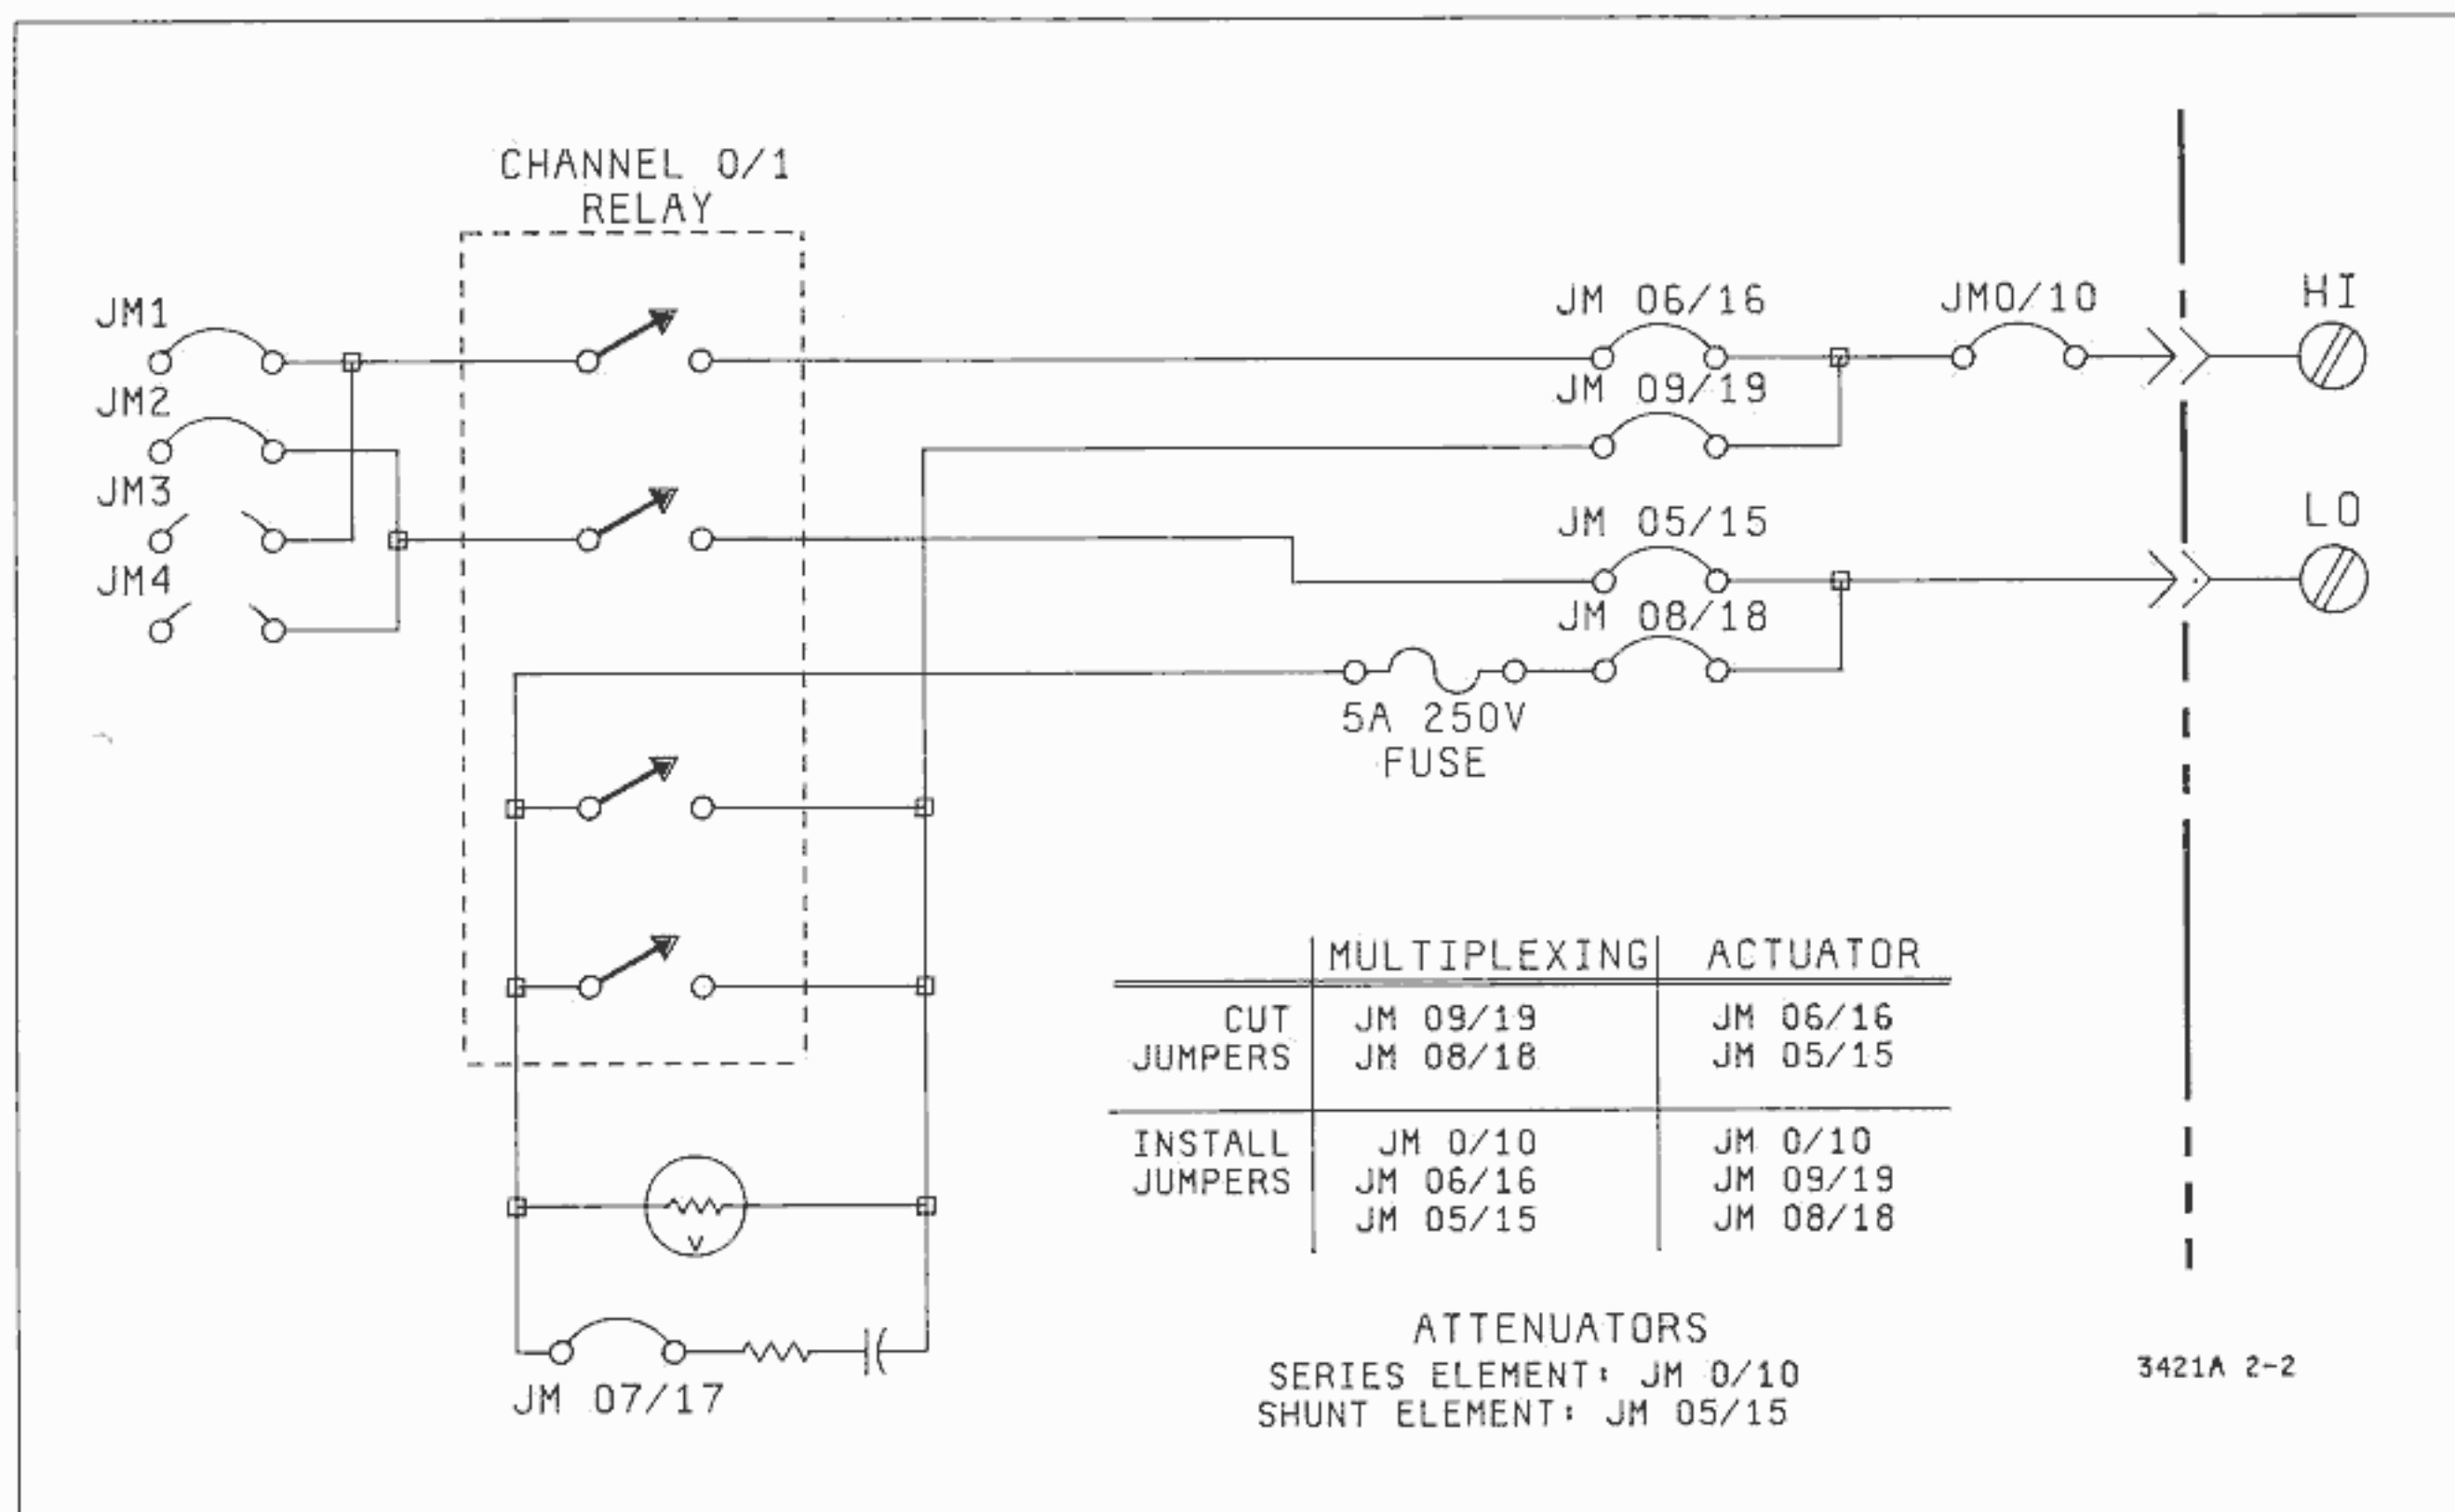 CHANNEL 0/1
RELAY
JM1
JM2
JM3
JM4
JM 06/16
JM0/10
HI
JM 09/19
JM 05/15
LO
JM 08/18
5A 250V
FUSE
MULTIPLEXING ACTUATOR
CUT JM 09/19 JM 06/16
JUMPERS JM 08/18 JM 05/15
INSTALL JM 0/10 JM 0/10
JUMPERS JM 06/16 JM 09/19
JM 05/15 JM 08/18
V
JM 07/17
ATTENUATORS
SERIES ELEMENT: JM 0/10
SHUNT ELEMENT: JM 05/15
3421A 2-2